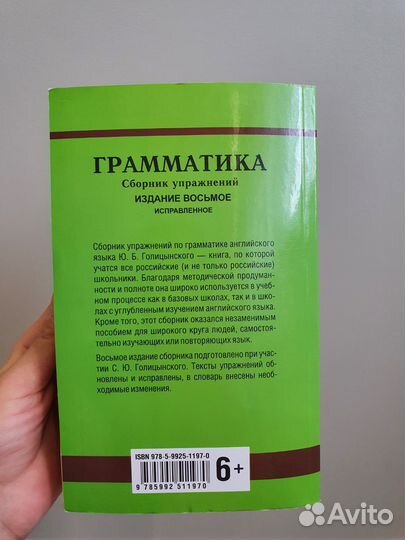 ГРАММАТИКА
Сборник упражнений
ИЗДАНИЕ ВОСЬМОЕ
ИСПРАВЛЕННОЕ
Сборник упражнений по грамматике английского
языка Ю. Б. Голицынского — книга, по которой
учатся все российские (и не только российские)
школьники. Благодаря методической продуман-
ности и полноте она широко используется в учеб-
ном процессе как в базовых школах, так и в шко-
лах с углубленным изучением английского языка.
Кроме того, этот сборник оказался незаменимым
пособием для широкого круга людей, самостоя-
тельно изучающих или повторяющих язык.
Восьмое издание сборника подготовлено при учас-
тии С. Ю. Голицынского. Тексты упражнений об-
новлены и исправлены, в словарь внесены необ-
ходимые изменения.
ISBN 978-5-9925-1197-0
9 785992 511970
6+
Avito